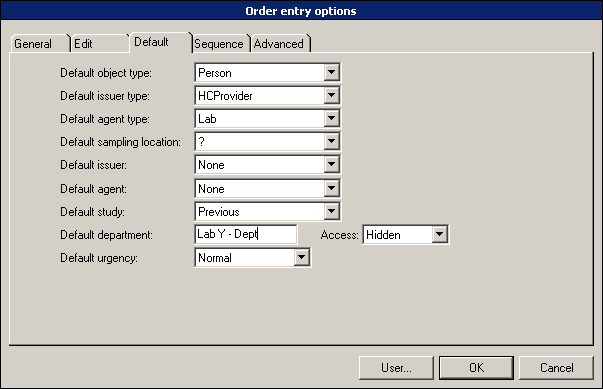 Order entry options
General Edit Default Sequence Advanced
Default object type: Person
Default issuer type: HCProvider
Default agent type: Lab
Default sampling location: ?
Default issuer: None
Default agent: None
Default study: Previous
Default department: Lab Y - Dept Access: Hidden
Default urgency: Normal
User... OK Cancel